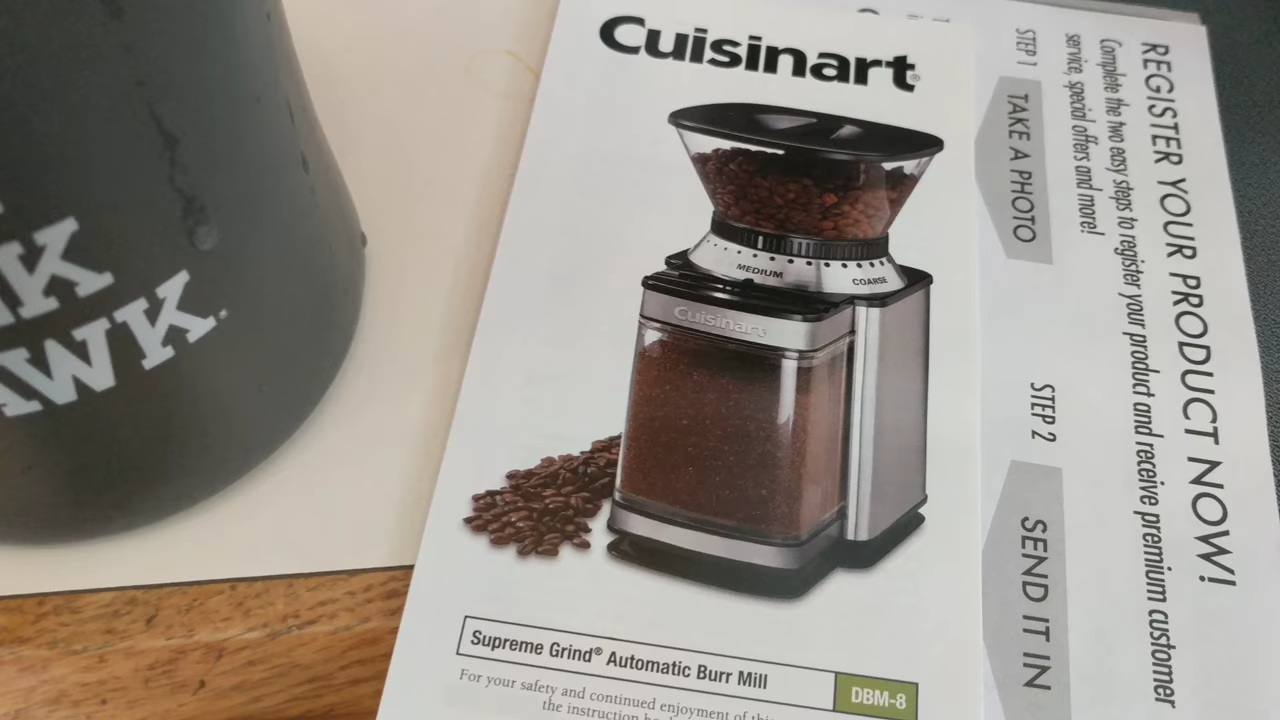 Cuisinart®
MEDIUM
COARSE
Cuisinart
Supreme Grind® Automatic Burr Mill
DBM-8
For your safety and continued enjoyment of
the instruction
REGISTER YOUR PRODUCT NOW!
Complete the two easy steps to register your product and receive premium customer
service, special offers and more!
STEP 1
TAKE A PHOTO
STEP 2
SEND IT IN